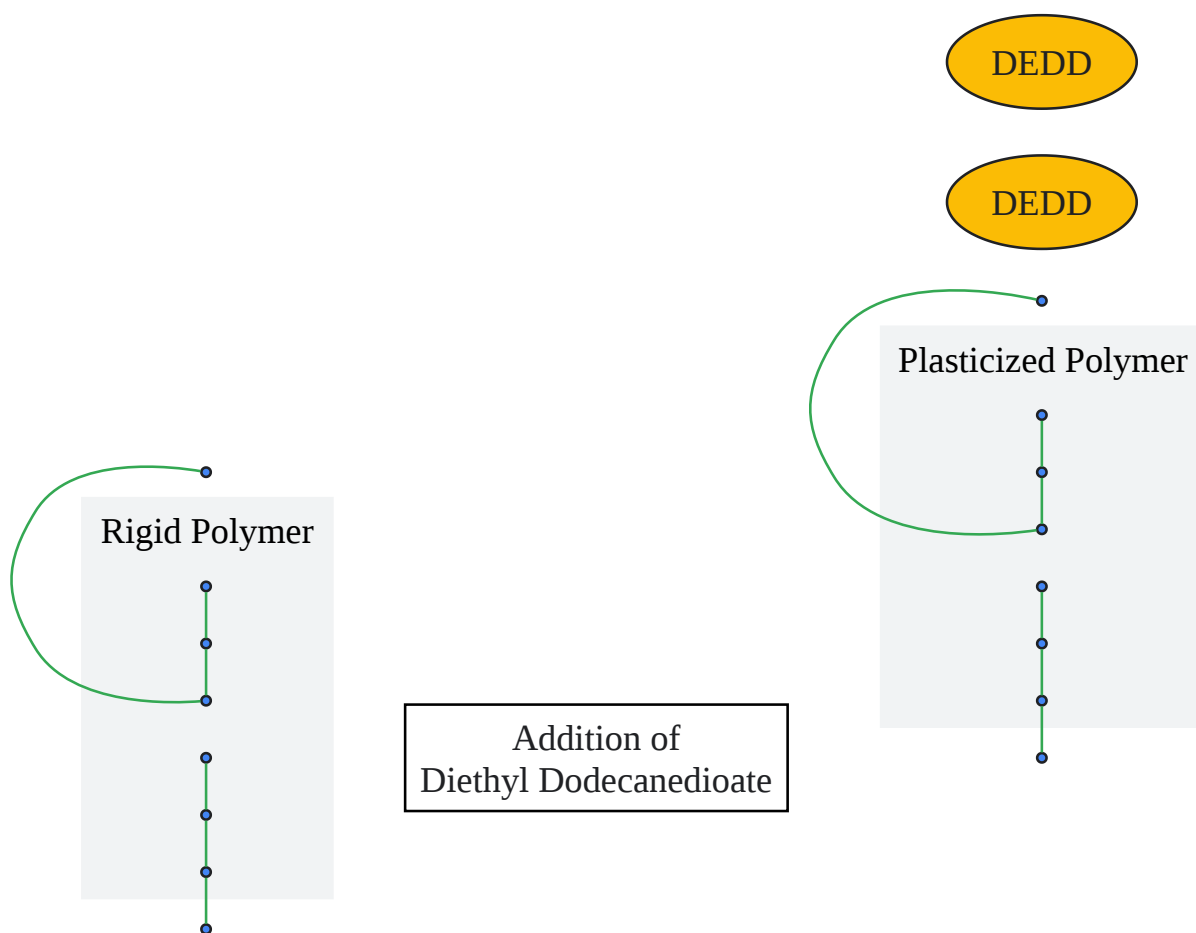 DEDD
DEDD
Plasticized Polymer
Rigid Polymer
Addition of
Diethyl Dodecanedioate